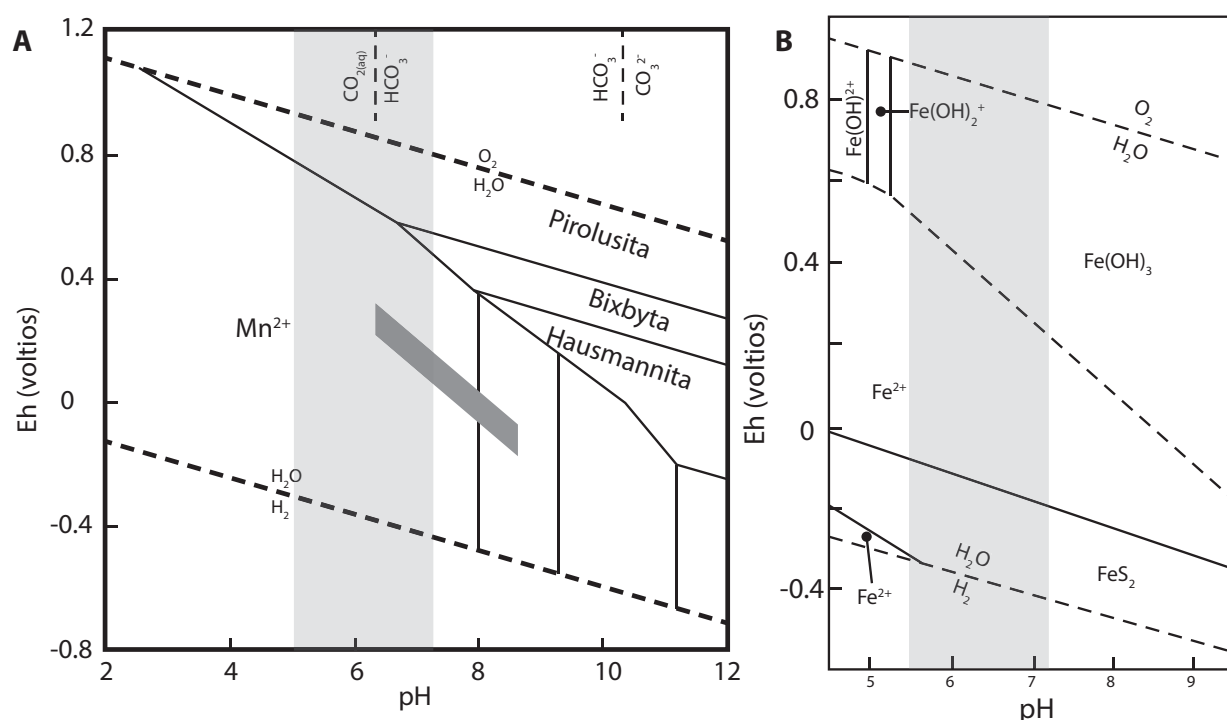 A
1.2
0.8
0.4
0
-0.4
-0.8
Eh (voltios)
2
4
6
8
10
12
pH
CO₂₍aq₎
HCO₃⁻
HCO₃⁻
CO₃²⁻
O₂
H₂O
Pirolusita
Bixbyta
Hausmannita
Mn²⁺
H₂O
H₂
B
0.8
0.4
0
-0.4
Eh (voltios)
5
6
7
8
9
pH
Fe(OH)²⁺
Fe(OH)₂⁺
O₂
H₂O
Fe(OH)₃
Fe²⁺
H₂O
H₂
FeS₂
Fe²⁺